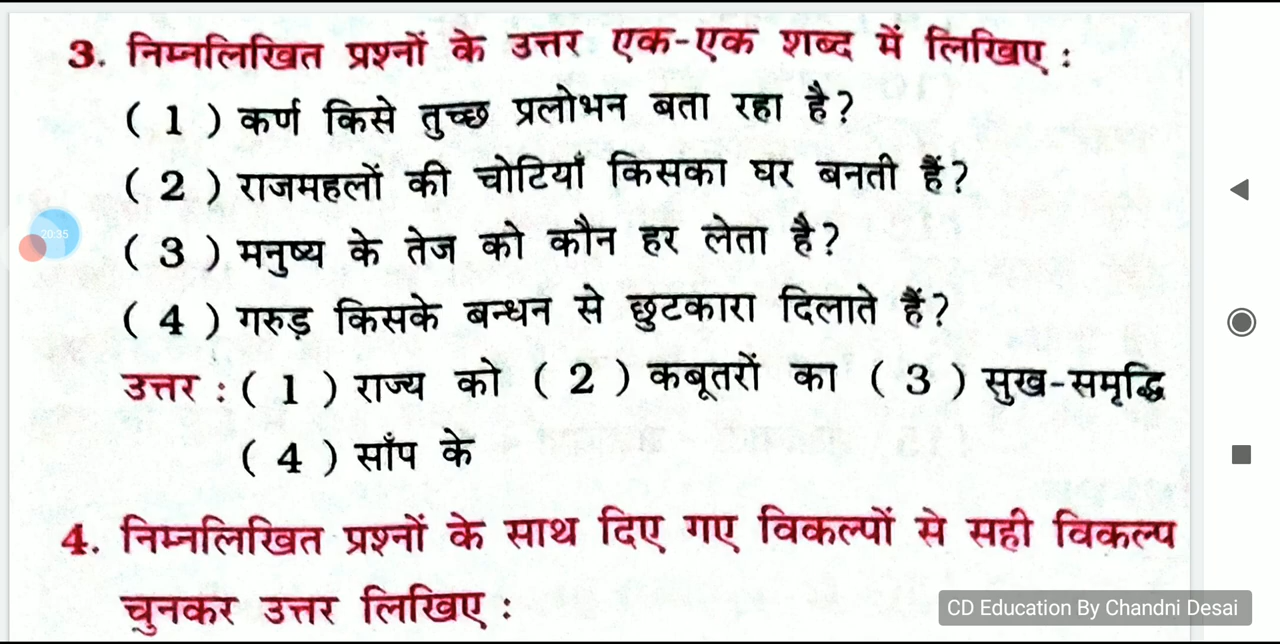 3. निम्नलिखित प्रश्नों के उत्तर एक-एक शब्द में लिखिए :
( 1 ) कर्ण किसे तुच्छ प्रलोभन बता रहा है?
( 2 ) राजमहलों की चोटियाँ किसका घर बनती हैं?
20:35
( 3 ) मनुष्य के तेज को कौन हर लेता है?
( 4 ) गरुड़ किसके बन्धन से छुटकारा दिलाते हैं?
उत्तर : ( 1 ) राज्य को ( 2 ) कबूतरों का ( 3 ) सुख-समृद्धि
( 4 ) साँप के
4. निम्नलिखित प्रश्नों के साथ दिए गए विकल्पों से सही विकल्प
चुनकर उत्तर लिखिए :
CD Education By Chandni Desai